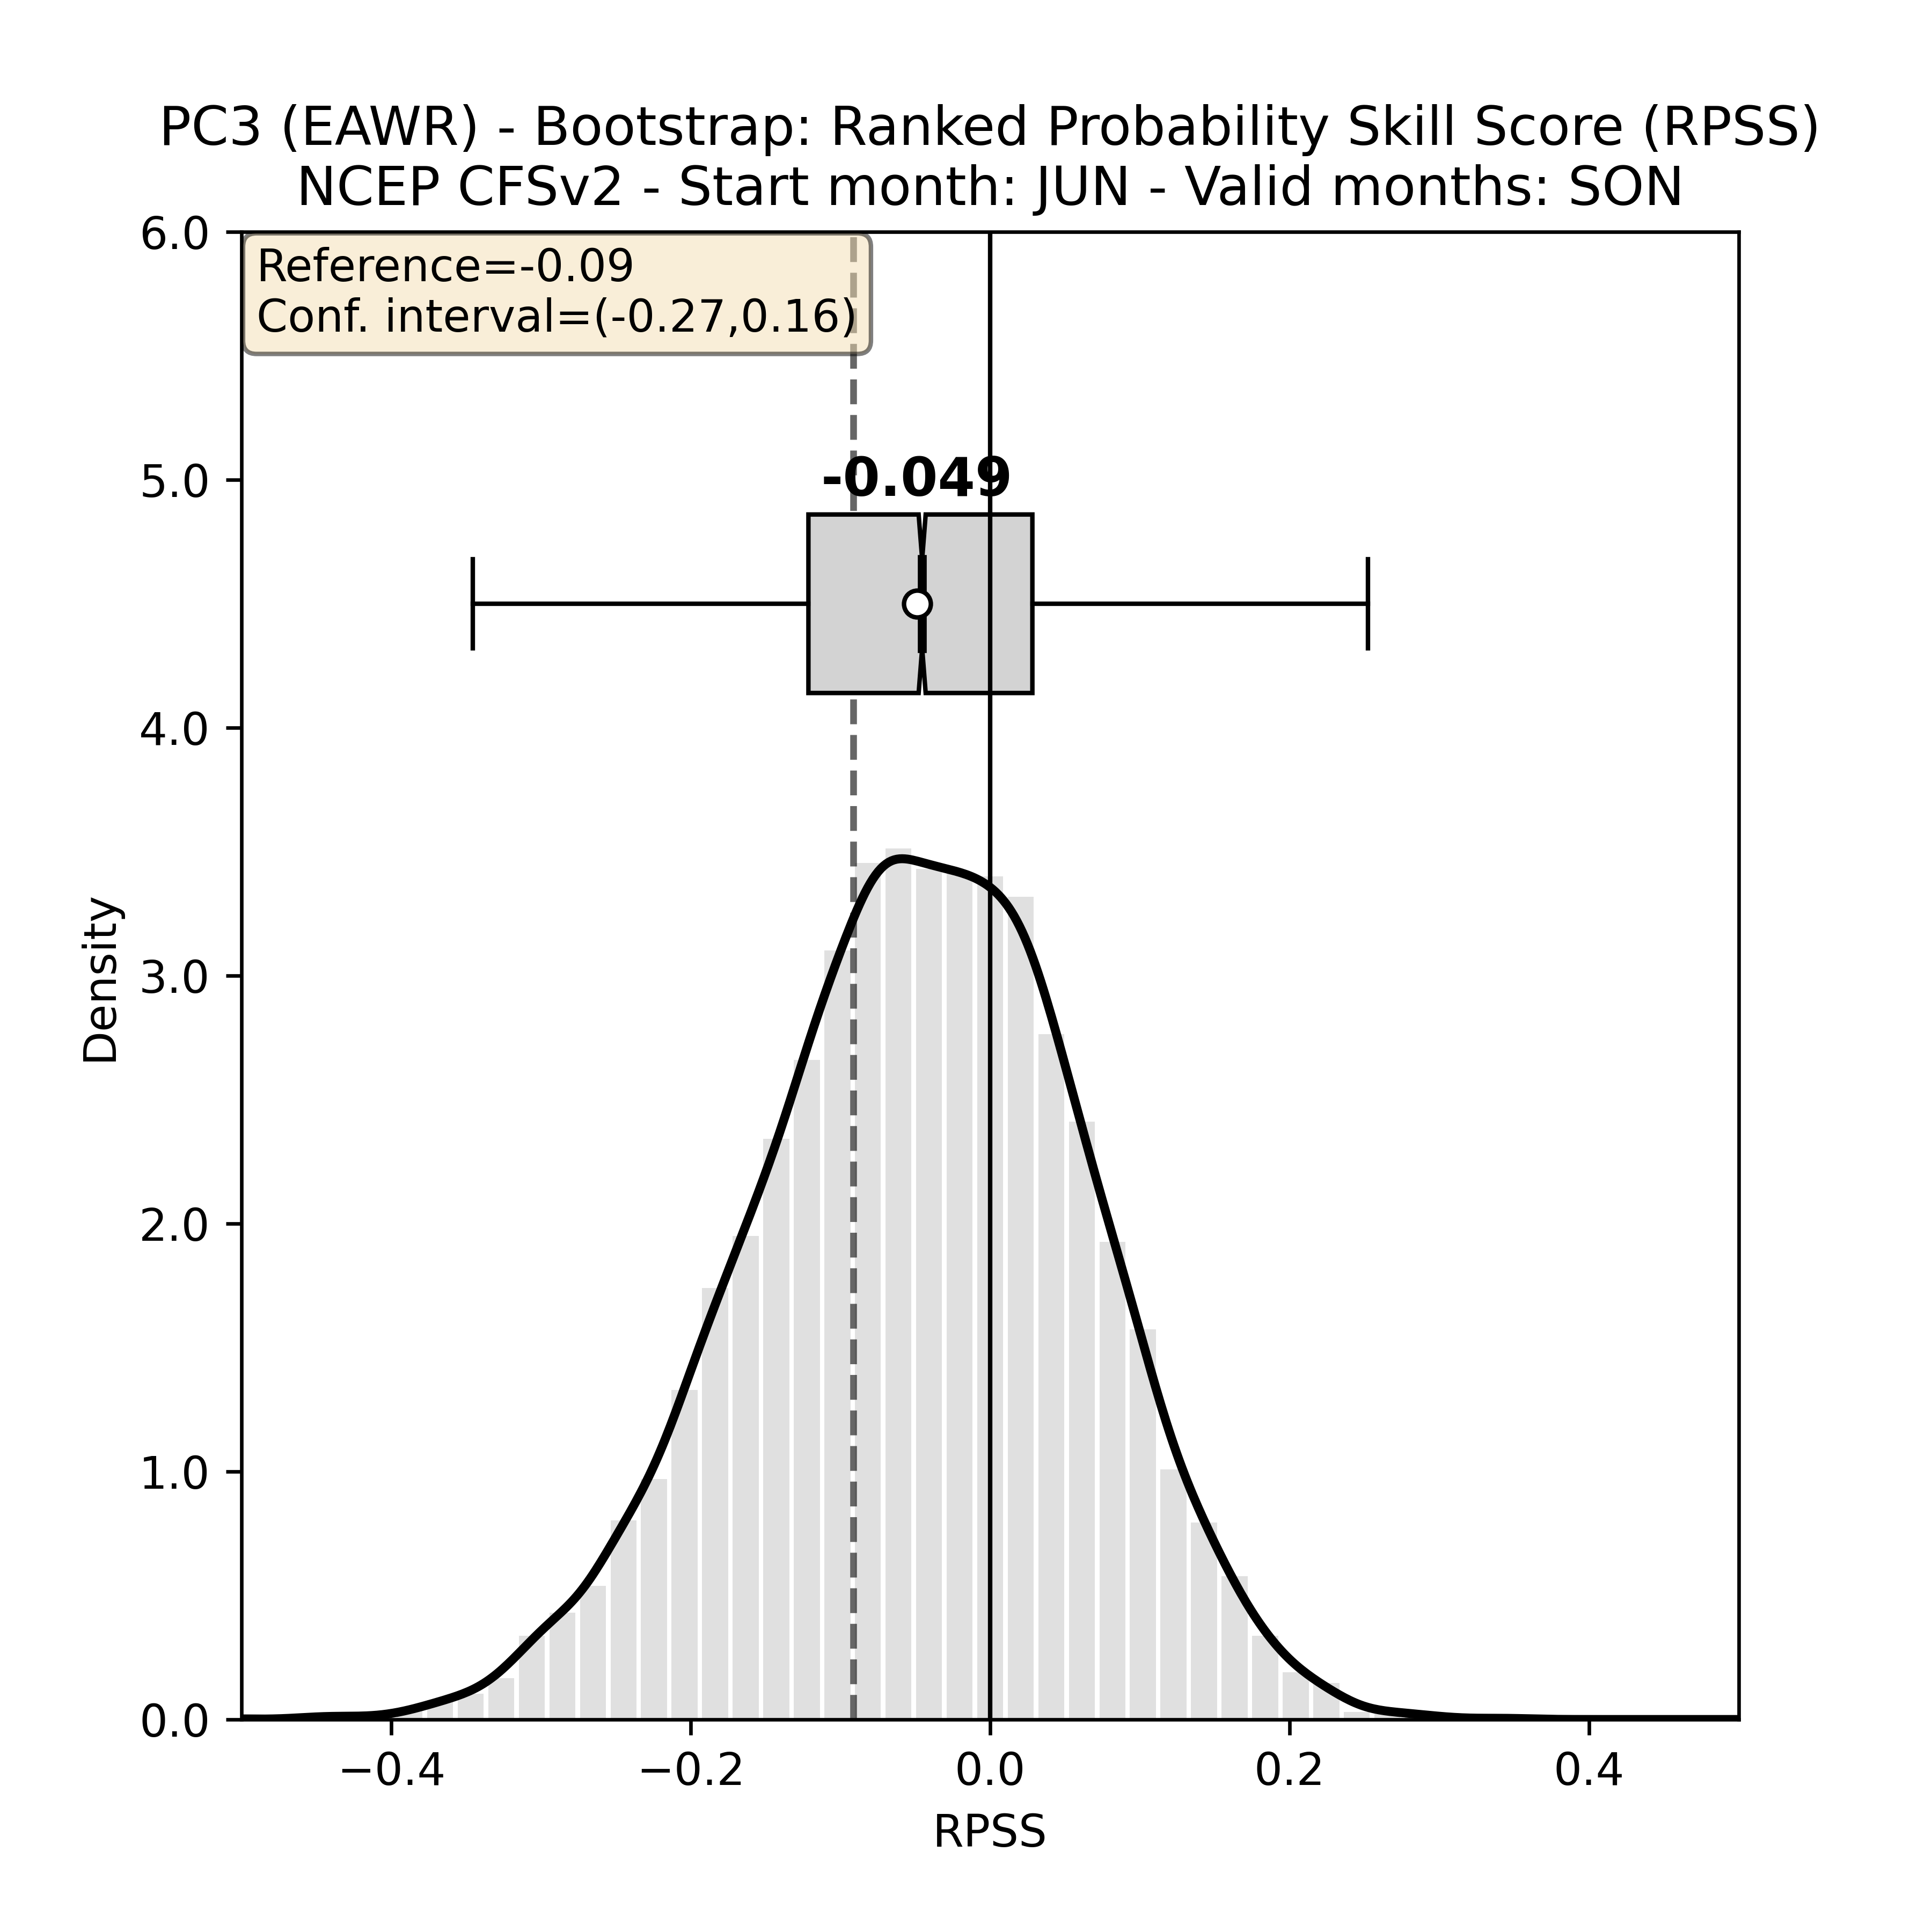 PC3 (EAWR) - Bootstrap: Ranked Probability Skill Score (RPSS)
NCEP CFSv2 - Start month: JUN - Valid months: SON
6.0
Reference=-0.09
Conf. interval=(-0.27,0.16)
5.0
-0.049
4.0
Density
3.0
2.0
1.0
0.0
−0.4
−0.2
0.0
0.2
0.4
RPSS